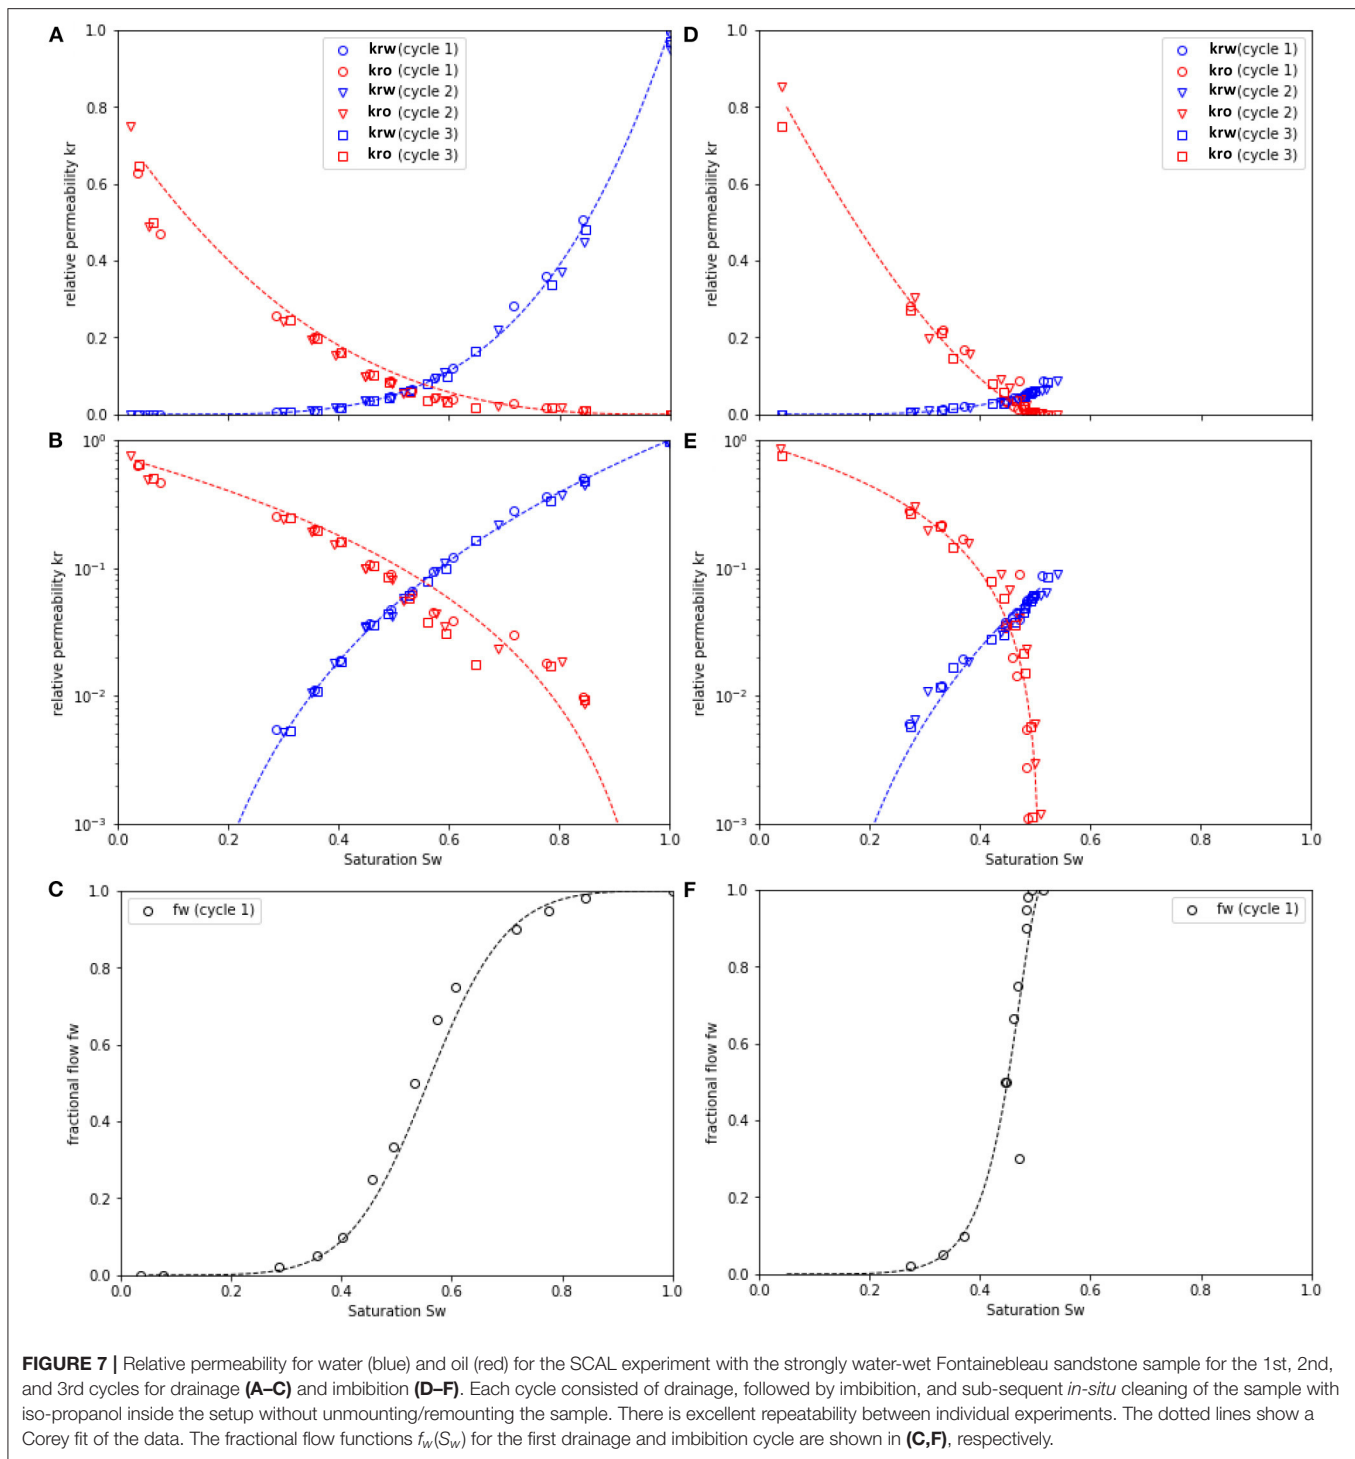 A
1.0
0.8
0.6
0.4
0.2
0.0
relative permeability kr
krw (cycle 1)
kro (cycle 1)
krw (cycle 2)
kro (cycle 2)
krw (cycle 3)
kro (cycle 3)
D
1.0
0.8
0.6
0.4
0.2
0.0
relative permeability kr
krw (cycle 1)
kro (cycle 1)
krw (cycle 2)
kro (cycle 2)
krw (cycle 3)
kro (cycle 3)
B
10⁰
10⁻¹
10⁻²
10⁻³
relative permeability kr
0.0 0.2 0.4 0.6 0.8 1.0
Saturation Sw
E
10⁰
10⁻¹
10⁻²
10⁻³
relative permeability kr
0.0 0.2 0.4 0.6 0.8 1.0
Saturation Sw
C
1.0
0.8
0.6
0.4
0.2
0.0
fractional flow fw
fw (cycle 1)
0.0 0.2 0.4 0.6 0.8 1.0
Saturation Sw
F
1.0
0.8
0.6
0.4
0.2
0.0
fractional flow fw
fw (cycle 1)
0.0 0.2 0.4 0.6 0.8 1.0
Saturation Sw
FIGURE 7 | Relative permeability for water (blue) and oil (red) for the SCAL experiment with the strongly water-wet Fontainebleau sandstone sample for the 1st, 2nd,
and 3rd cycles for drainage (A–C) and imbibition (D–F). Each cycle consisted of drainage, followed by imbibition, and sub-sequent in-situ cleaning of the sample with
iso-propanol inside the setup without unmounting/remounting the sample. There is excellent repeatability between individual experiments. The dotted lines show a
Corey fit of the data. The fractional flow functions fw(Sw) for the first drainage and imbibition cycle are shown in (C,F), respectively.